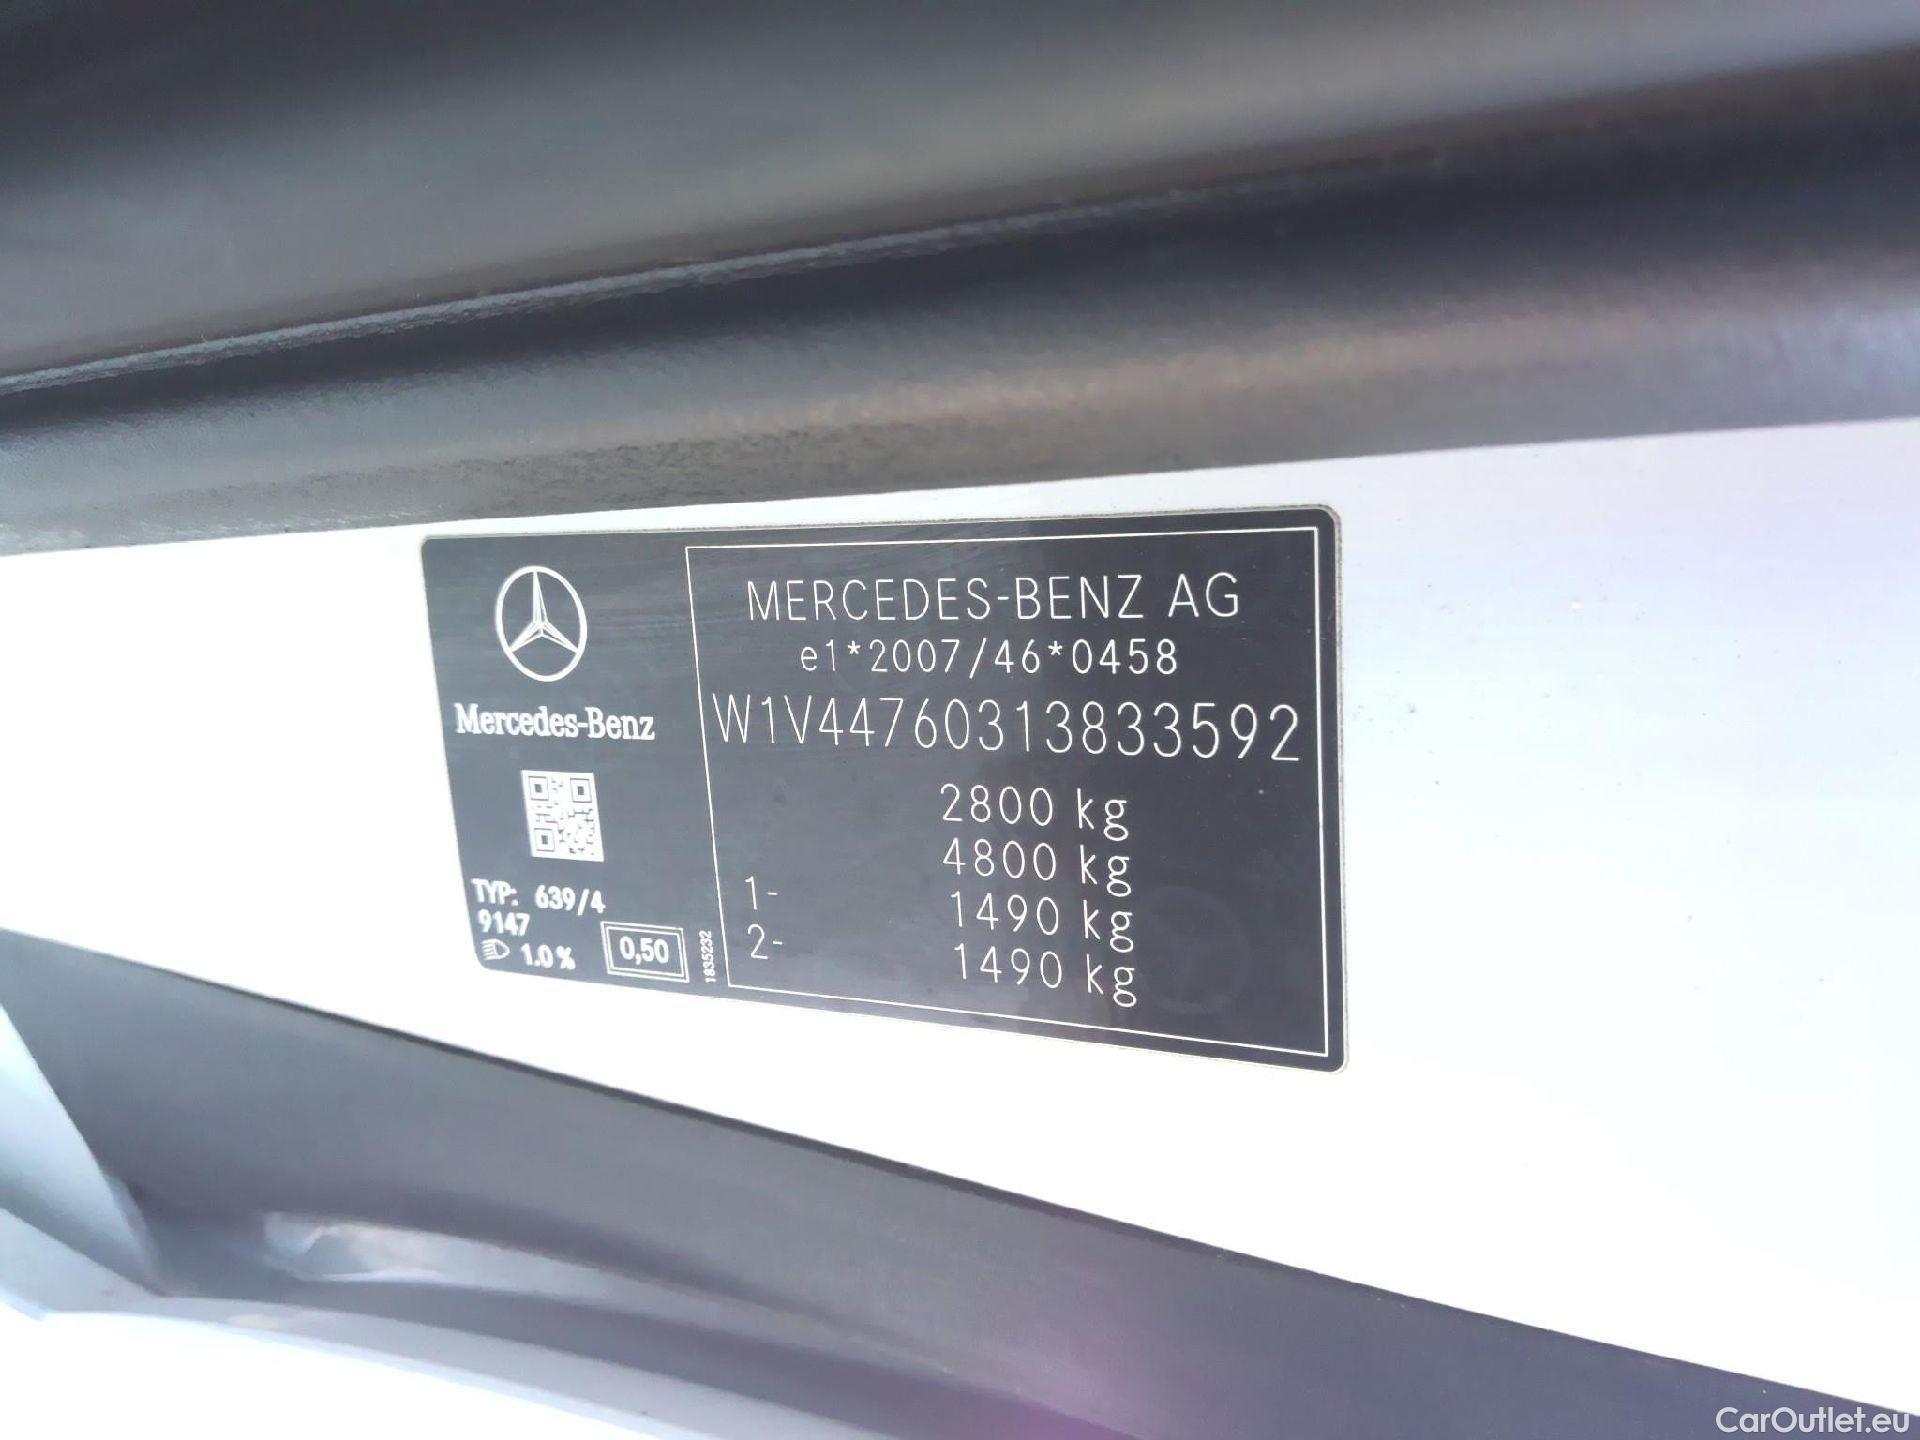 Mercedes-Benz
TYP: 639/4
9147
1.0 %
0,50
1835232
MERCEDES-BENZ AG
e1*2007/46*0458
W1V44760313833592
2800 kg
4800 kg
1- 1490 kg
2- 1490 kg
CarOutlet.eu